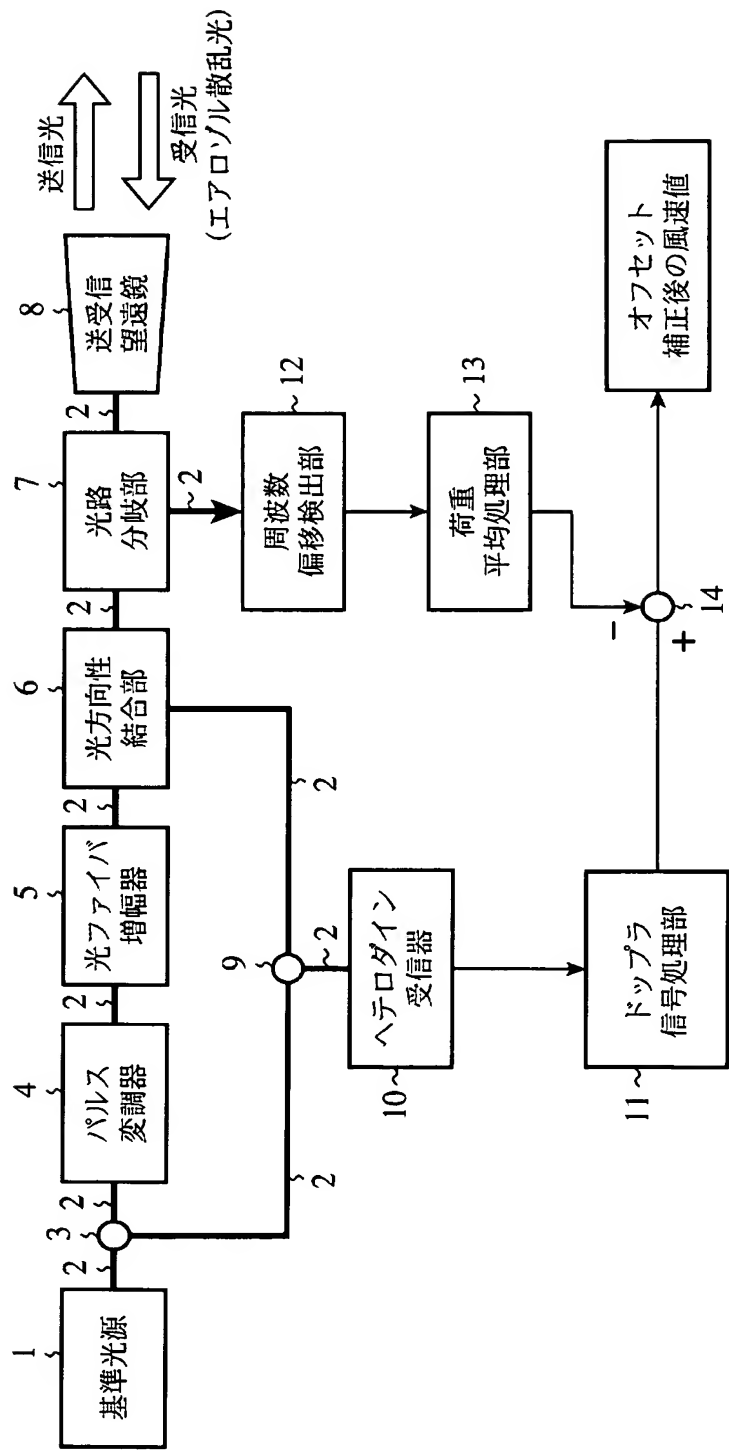 送信光
受信光
(エアロゾル散乱光)
1
基準光源
2
3
2
4
パルス
変調器
2
5
光ファイバ
増幅器
2
6
光方向性
結合部
2
7
光路
分岐部
2
8
送受信
望遠鏡
2
2
9
2
2
12
周波数
偏移検出部
10
ヘテロダイン
受信器
13
荷重
平均処理部
11
ドップラ
信号処理部
−
+
14
オフセット
補正後の風速値